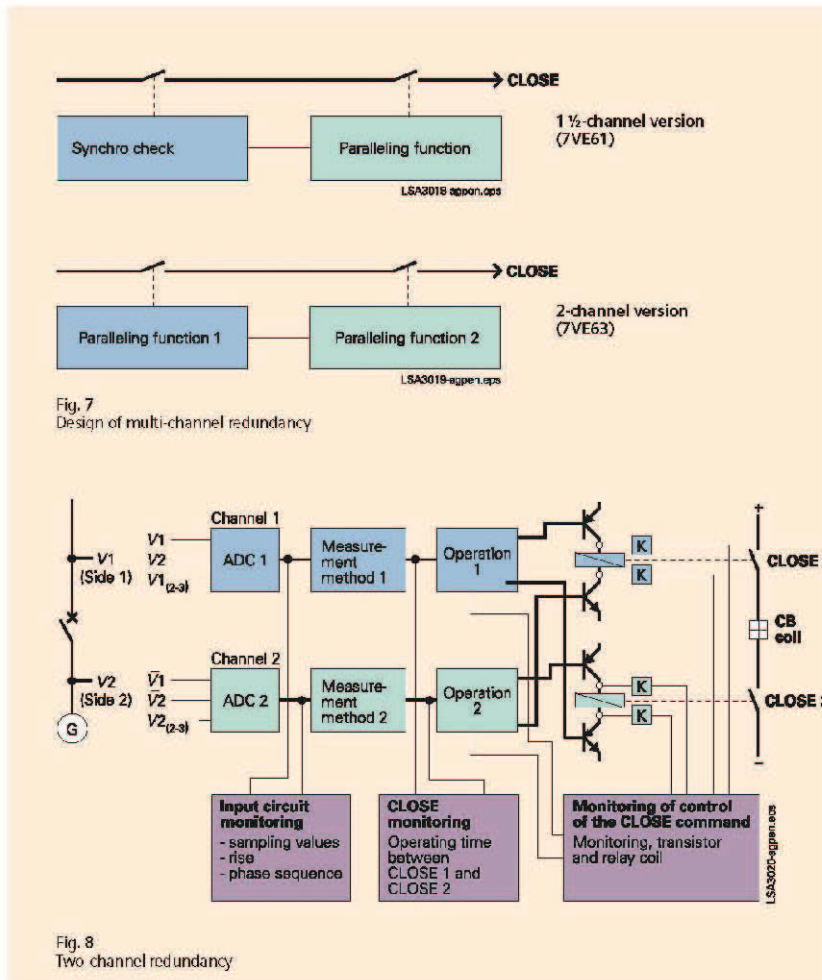 CLOSE
1 ½-channel version
(7VE61)
Synchro check
Paralleling function
LSA3018-agpen.eps
CLOSE
2-channel version
(7VE63)
Paralleling function 1
Paralleling function 2
LSA3019-agpen.eps
Fig. 7
Design of multi-channel redundancy
V1
(Side 1)
V2
(Side 2)
G
Channel 1
V1
V2
V1(2-3)
ADC 1
Measure-
ment
method 1
Operation
1
K
K
+
CLOSE
CB
coil
Channel 2
V̅1
V̅2
V2(2-3)
ADC 2
Measure-
ment
method 2
Operation
2
K
K
CLOSE 2
–
Input circuit
monitoring
- sampling values
- rise
- phase sequence
CLOSE
monitoring
Operating time
between
CLOSE 1 and
CLOSE 2
Monitoring of control
of the CLOSE command
Monitoring, transistor
and relay coil
LSA3020-agpen.eps
Fig. 8
Two channel redundancy